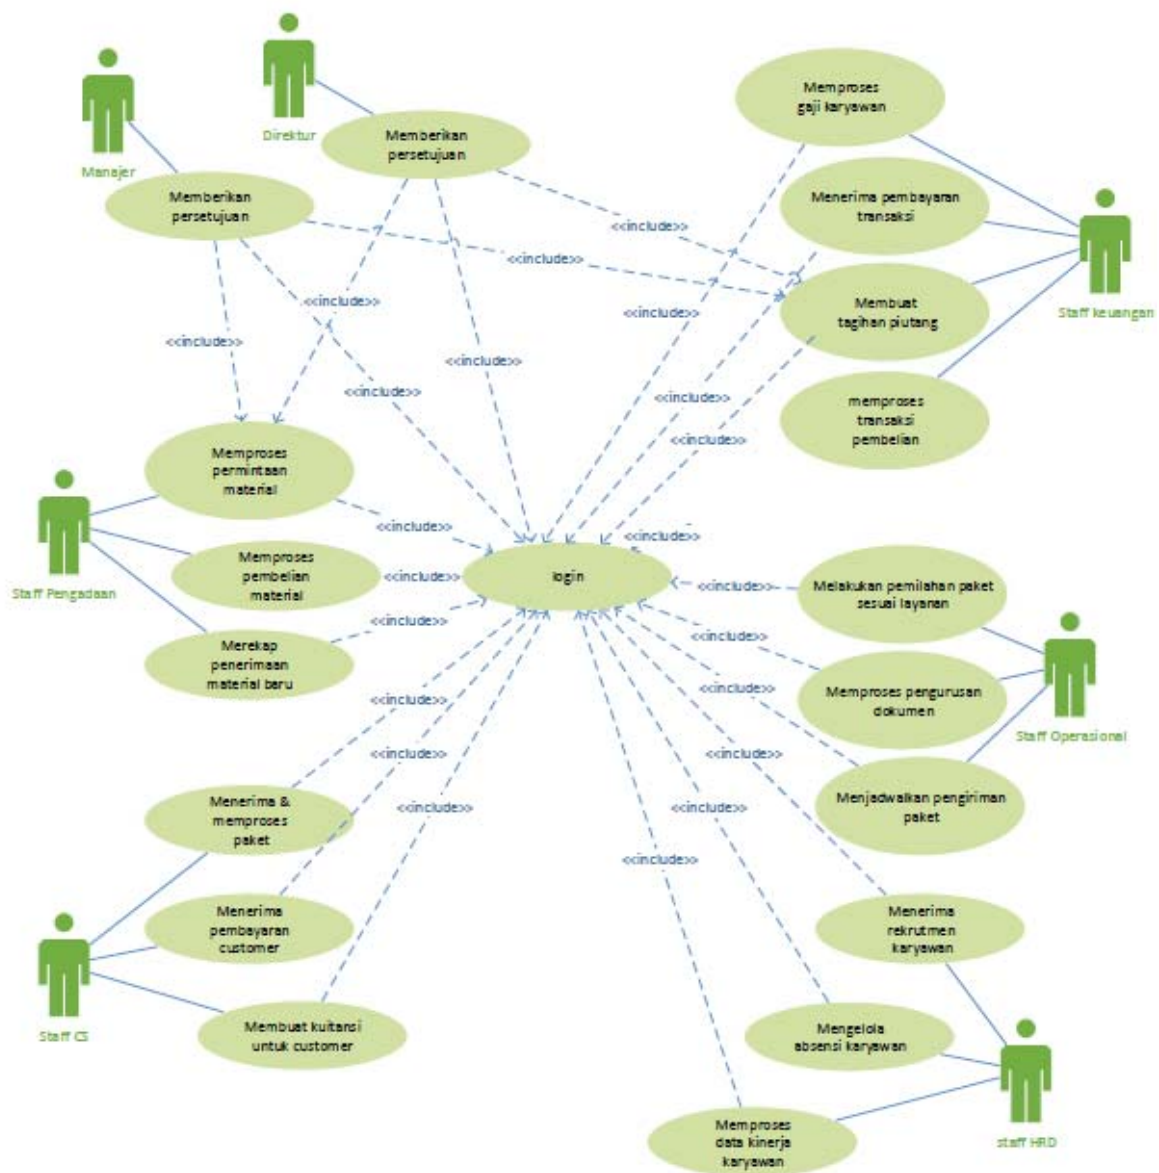 Direktur
Manajer
Memberikan
persetujuan
Memberikan
persetujuan
Memproses
gaji karyawan
Menerima pembayaran
transaksi
Membuat
tagihan piutang
memproses
transaksi
pembelian
Staff keuangan
<<include>>
<<include>>
<<include>>
<<include>>
<<include>>
<<include>>
<<include>>
<<include>>
<<include>>
Memproses
permintaan
material
Memproses
pembelian
material
Merekap
penerimaan
material baru
Staff Pengadaan
<<include>>
<<include>>
<<include>>
login
<<include>>
<<include>>
<<include>>
<<include>>
Melakukan pemilahan paket
sesuai layanan
Memproses pengurusan
dokumen
Menjadwalkan pengiriman
paket
Staff Operasional
<<include>>
<<include>>
<<include>>
<<include>>
<<include>>
<<include>>
Menerima &
memproses
paket
Menerima
pembayaran
customer
Membuat kuitansi
untuk customer
Staff CS
Menerima
rekrutmen
karyawan
Mengelola
absensi karyawan
Memproses
data kinerja
karyawan
staff HRD